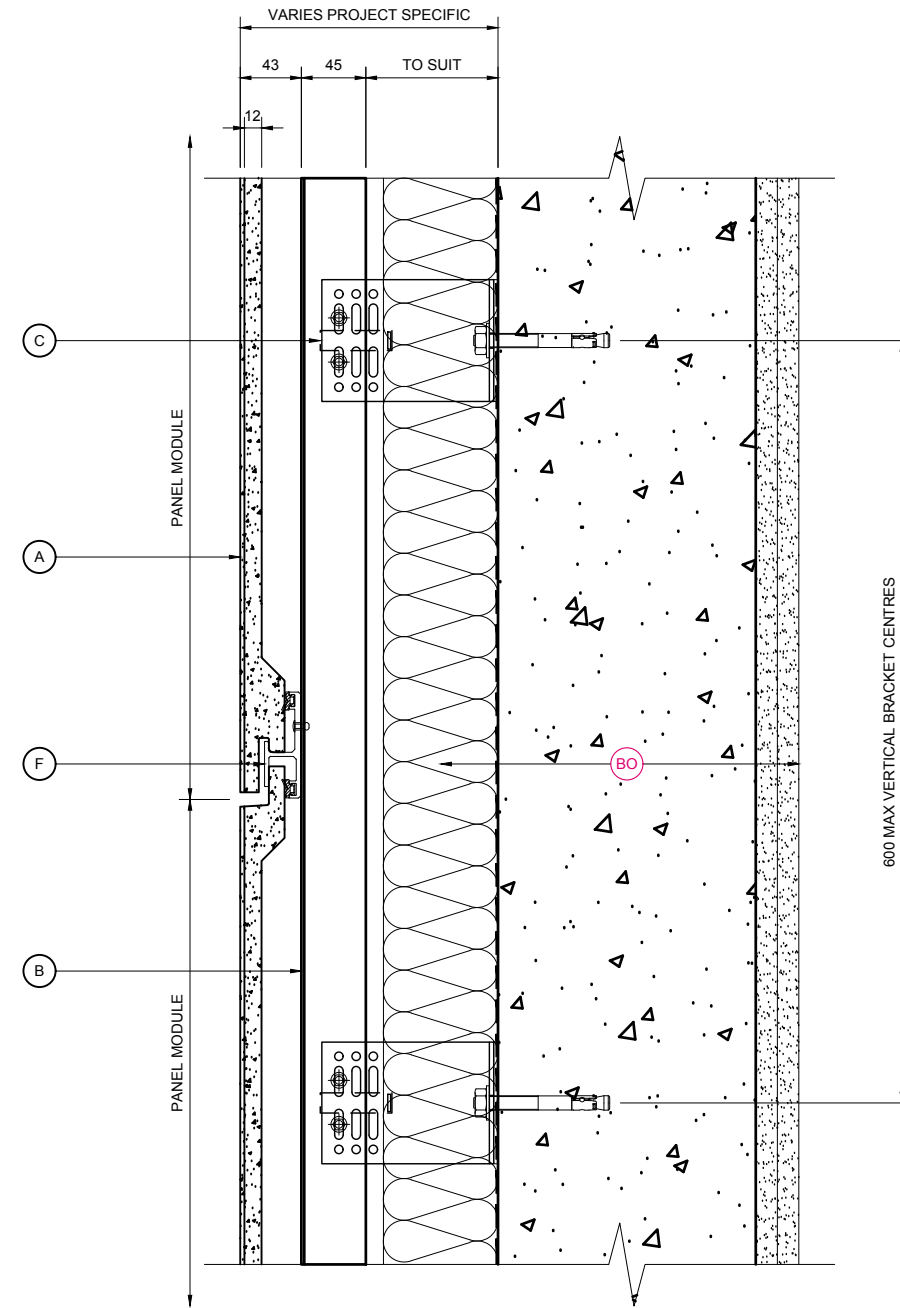 VARIES PROJECT SPECIFIC
43
45
TO SUIT
12
C
PANEL MODULE
A
600 MAX VERTICAL BRACKET CENTRES
F
BO
B
PANEL MODULE